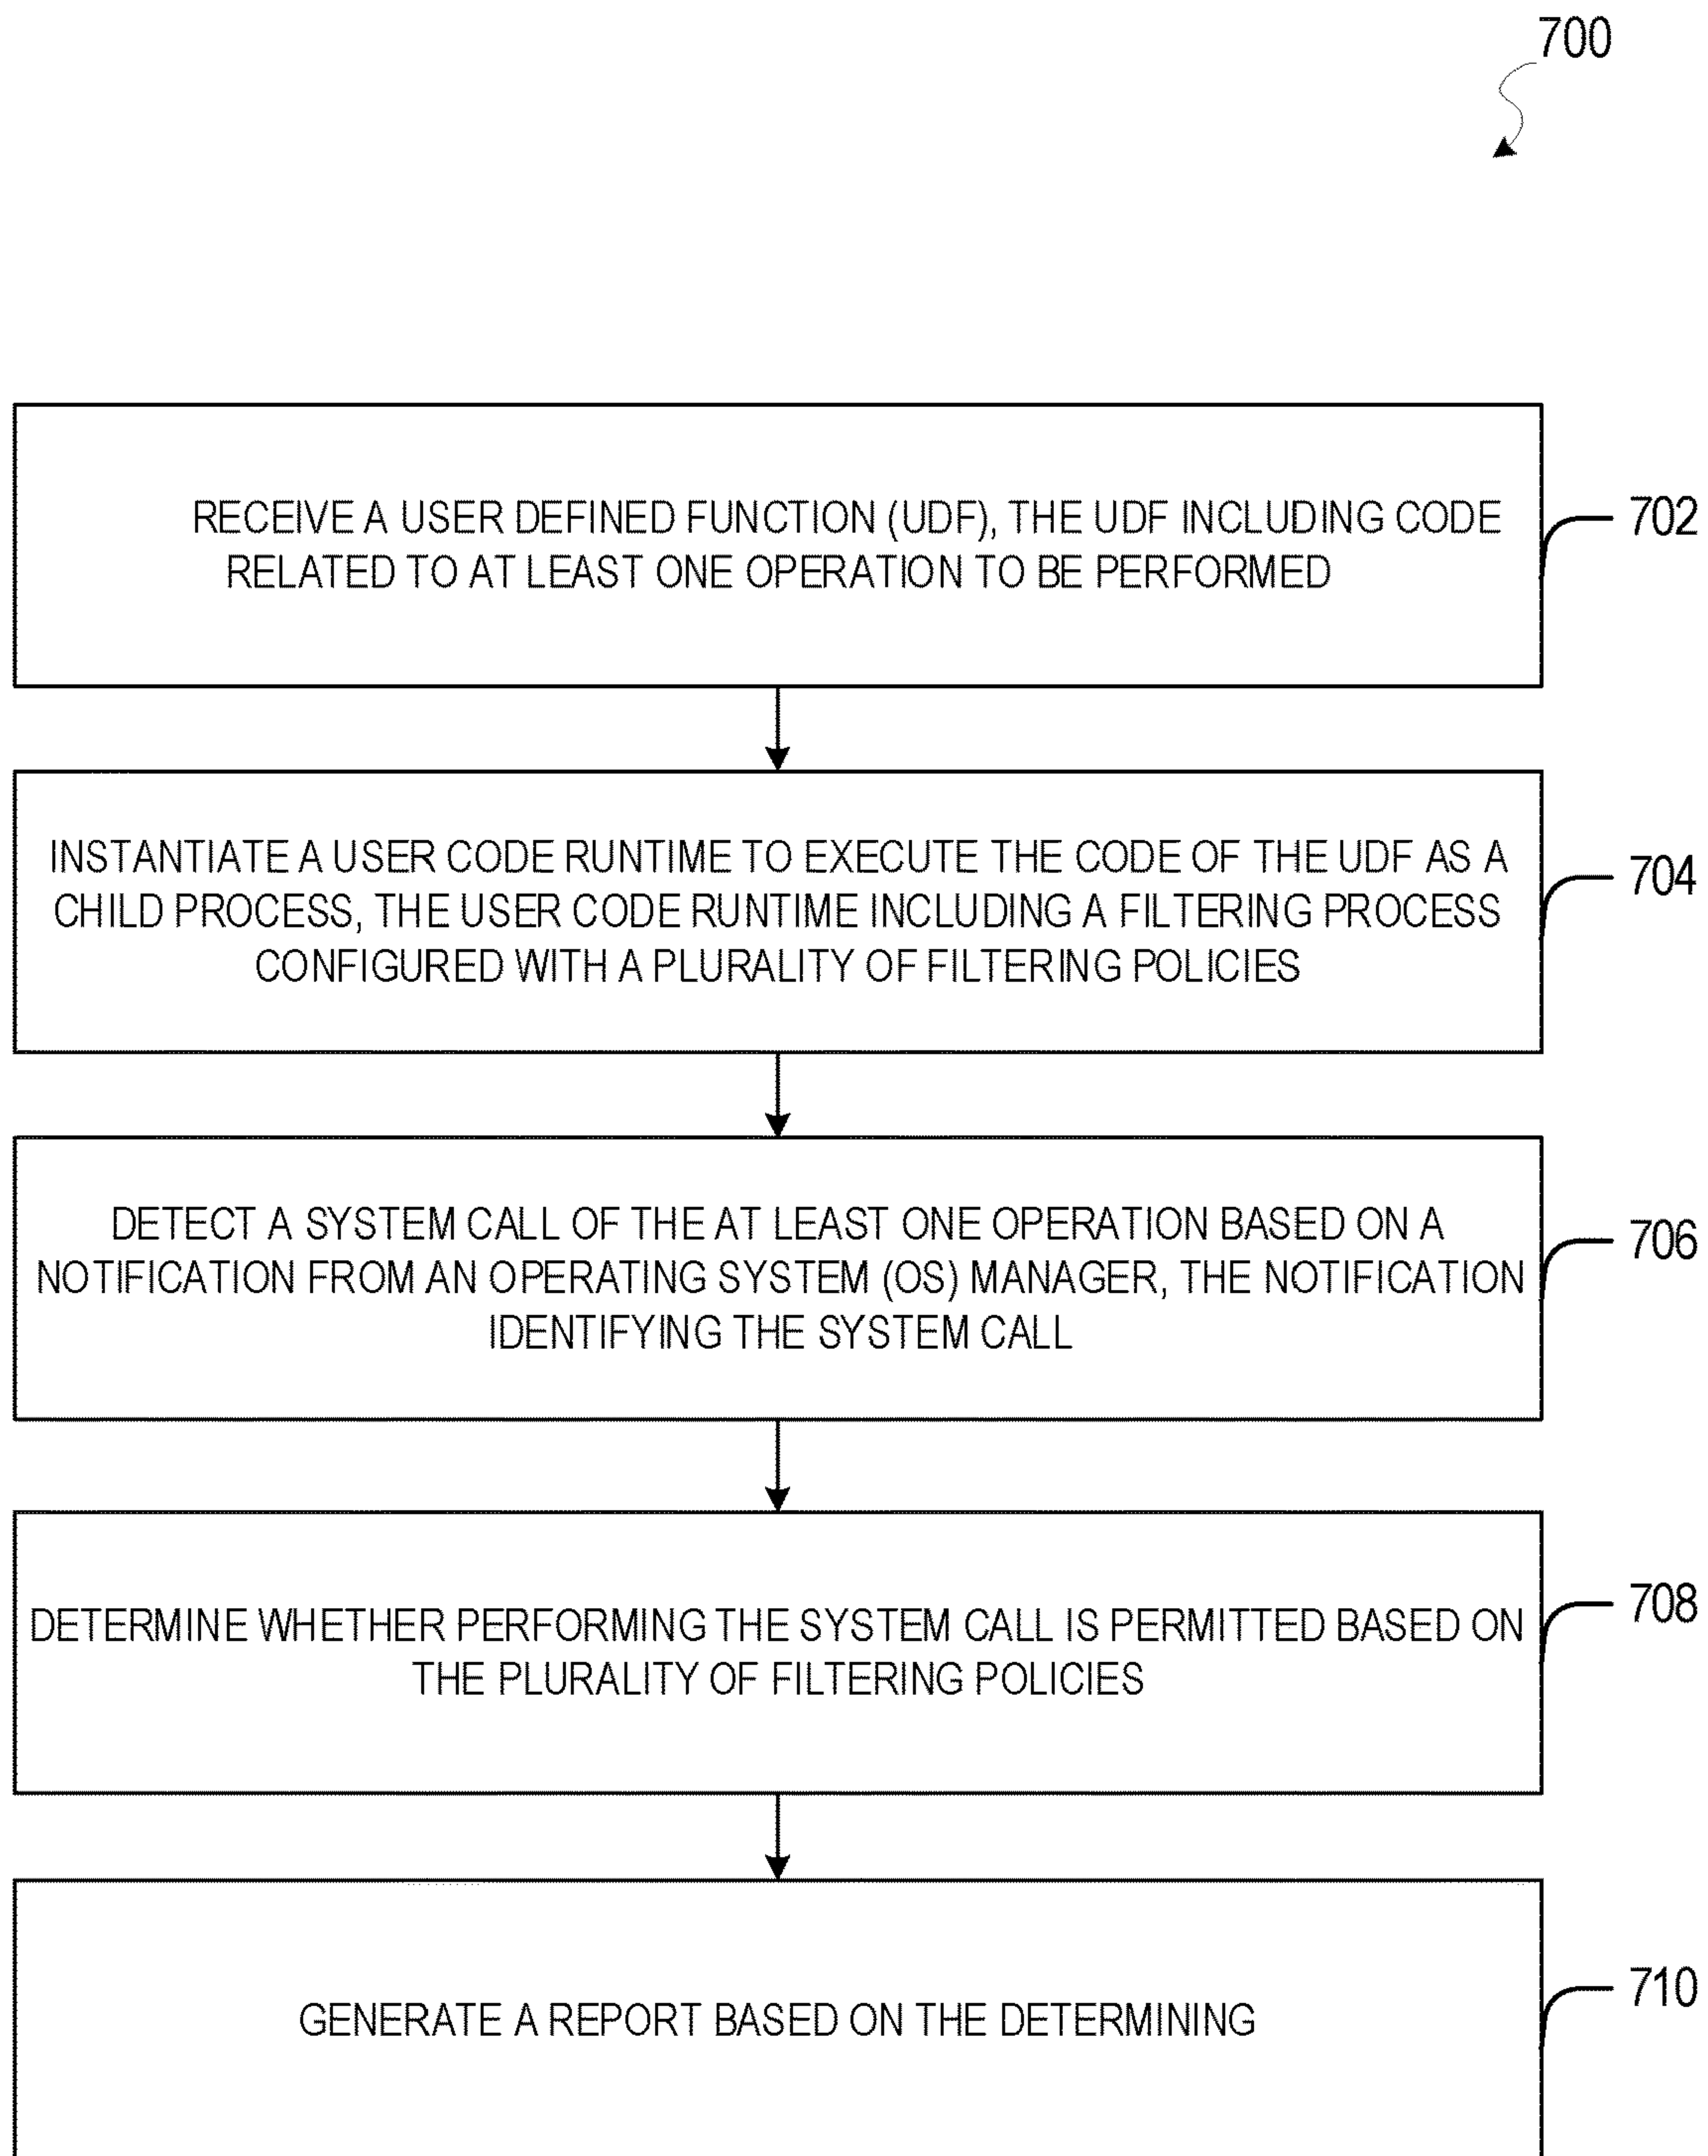 700
RECEIVE A USER DEFINED FUNCTION (UDF), THE UDF INCLUDING CODE
RELATED TO AT LEAST ONE OPERATION TO BE PERFORMED
702
INSTANTIATE A USER CODE RUNTIME TO EXECUTE THE CODE OF THE UDF AS A
CHILD PROCESS, THE USER CODE RUNTIME INCLUDING A FILTERING PROCESS
CONFIGURED WITH A PLURALITY OF FILTERING POLICIES
704
DETECT A SYSTEM CALL OF THE AT LEAST ONE OPERATION BASED ON A
NOTIFICATION FROM AN OPERATING SYSTEM (OS) MANAGER, THE NOTIFICATION
IDENTIFYING THE SYSTEM CALL
706
DETERMINE WHETHER PERFORMING THE SYSTEM CALL IS PERMITTED BASED ON
THE PLURALITY OF FILTERING POLICIES
708
GENERATE A REPORT BASED ON THE DETERMINING
710